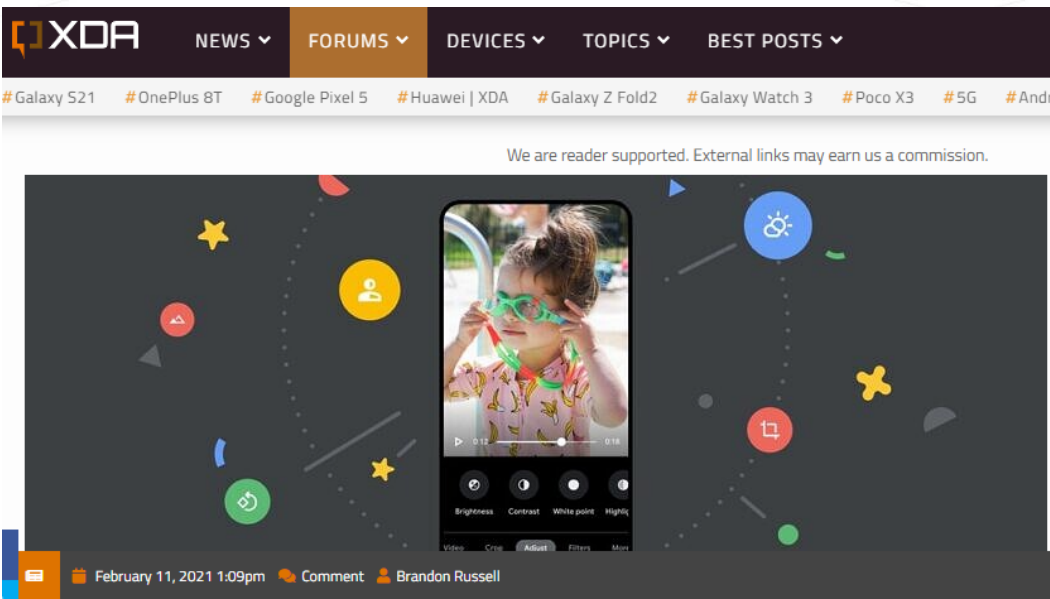 XDA NEWS FORUMS DEVICES TOPICS BEST POSTS
#Galaxy S21 #OnePlus 8T #Google Pixel 5 #Huawei | XDA #Galaxy Z Fold2 #Galaxy Watch 3 #Poco X3 #5G #Andr
We are reader supported. External links may earn us a commission.
0:12 0:18
Brightness Contrast White point Highlig
Video Crop Adjust Filters More
February 11, 2021 1:09pm Comment Brandon Russell